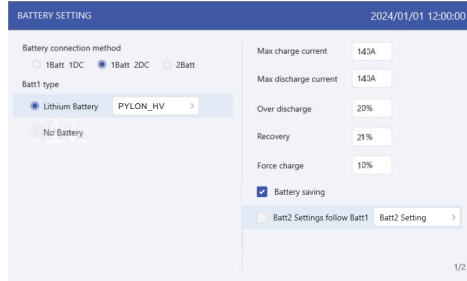 BATTERY SETTING
2024/01/01 12:00:00
Battery connection method
1Batt 1DC
1Batt 2DC
2Batt
Batt1 type
Lithium Battery
PYLON_HV >
No Battery
Max charge current 140A
Max discharge current 140A
Over discharge 20%
Recovery 21%
Force charge 10%
Battery saving
Batt2 Settings follow Batt1
Batt2 Setting >
1/2